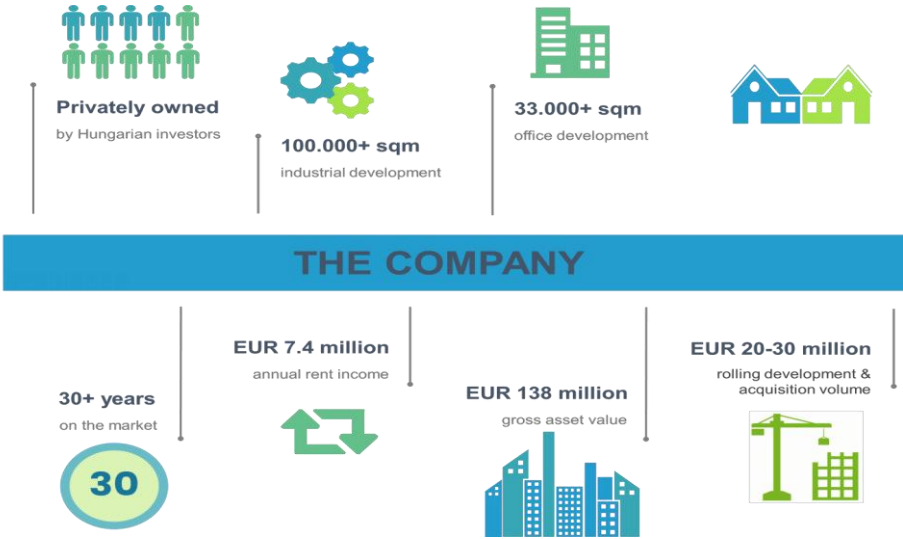 Privately owned
by Hungarian investors
100.000+ sqm
industrial development
33.000+ sqm
office development
THE COMPANY
30+ years
on the market
30
EUR 7.4 million
annual rent income
EUR 138 million
gross asset value
EUR 20-30 million
rolling development &
acquisition volume